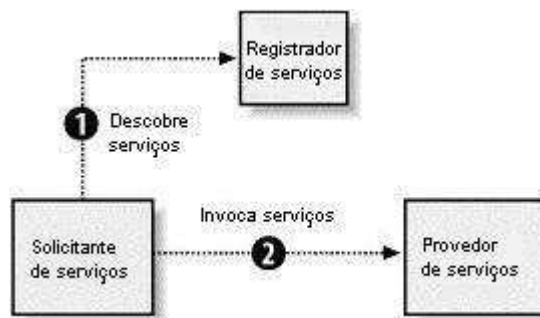 Registrador
de serviços
1
Descobre
serviços
Invoca serviços
2
Solicitante
de serviços
Provedor
de serviços